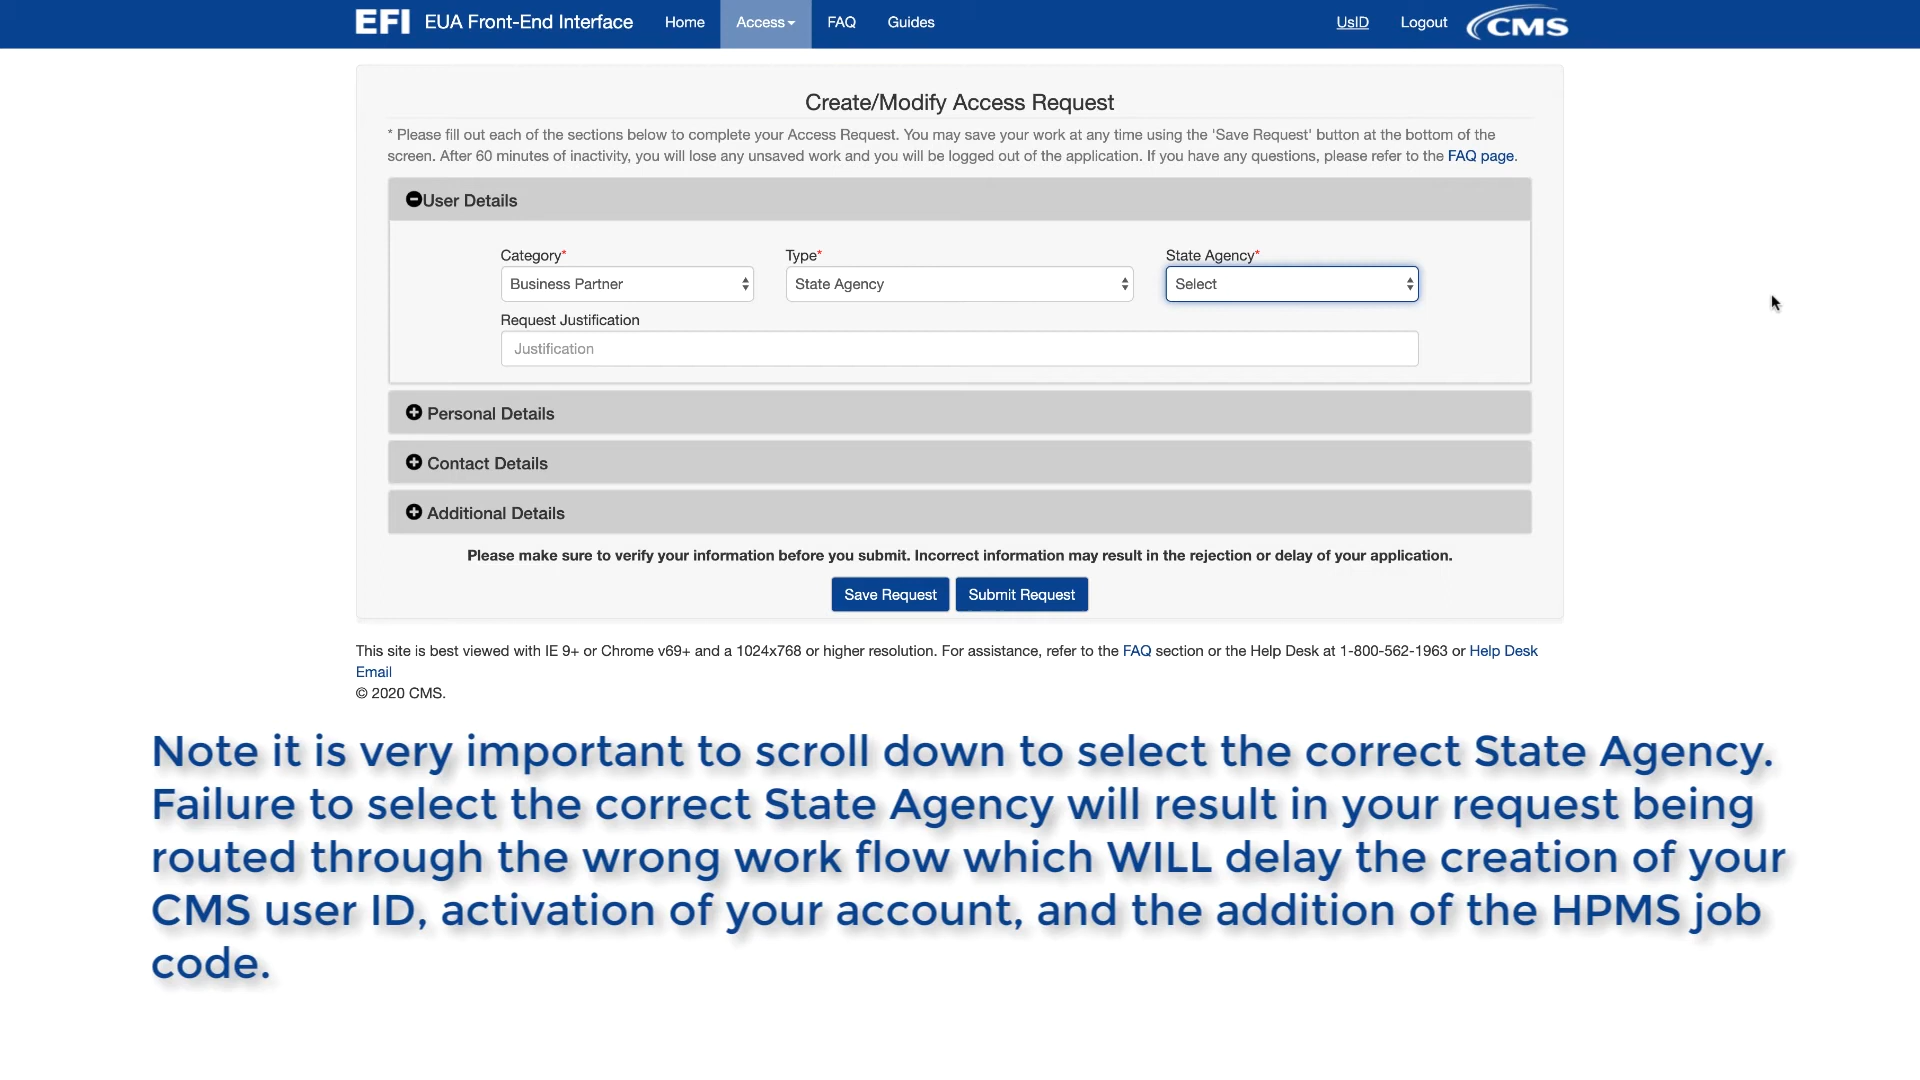 EFI EUA Front-End Interface Home Access FAQ Guides UsID Logout CMS
Create/Modify Access Request
* Please fill out each of the sections below to complete your Access Request. You may save your work at any time using the 'Save Request' button at the bottom of the
screen. After 60 minutes of inactivity, you will lose any unsaved work and you will be logged out of the application. If you have any questions, please refer to the FAQ page.
User Details
Category* Type* State Agency*
Business Partner State Agency Select
Request Justification
Justification
Personal Details
Contact Details
Additional Details
Please make sure to verify your information before you submit. Incorrect information may result in the rejection or delay of your application.
Save Request Submit Request
This site is best viewed with IE 9+ or Chrome v69+ and a 1024x768 or higher resolution. For assistance, refer to the FAQ section or the Help Desk at 1-800-562-1963 or Help Desk
Email
© 2020 CMS.
Note it is very important to scroll down to select the correct State Agency.
Failure to select the correct State Agency will result in your request being
routed through the wrong work flow which WILL delay the creation of your
CMS user ID, activation of your account, and the addition of the HPMS job
code.